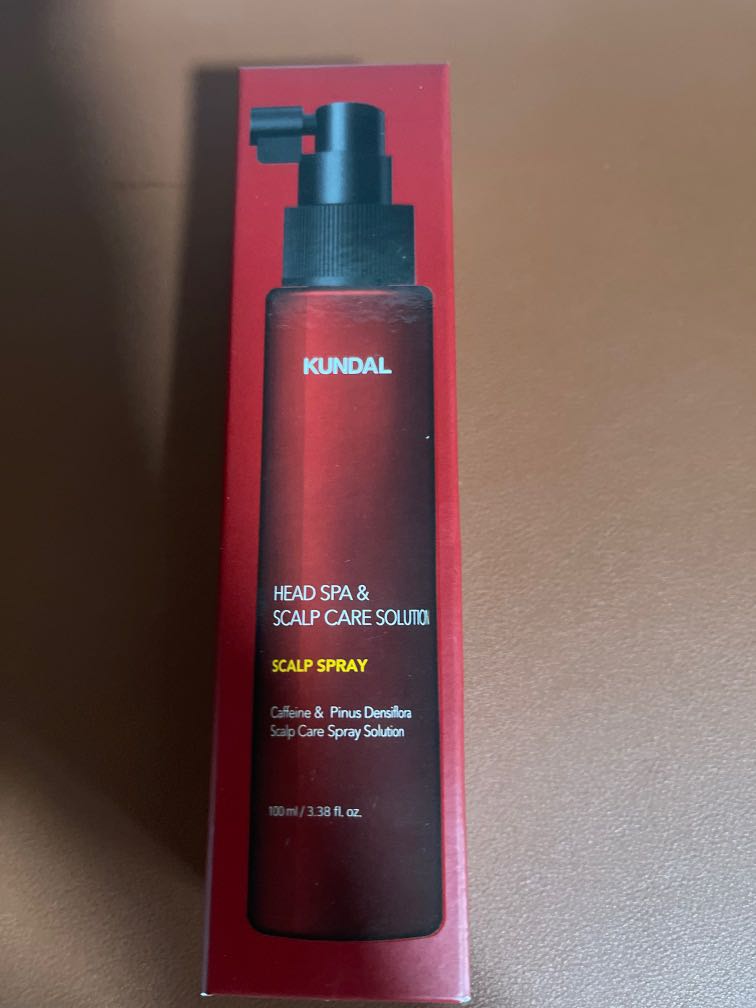 KUNDAL
HEAD SPA &
SCALP CARE SOLUTION
SCALP SPRAY
Caffeine & Pinus Densiflora
Scalp Care Spray Solution
100 ml / 3.38 fl. oz.